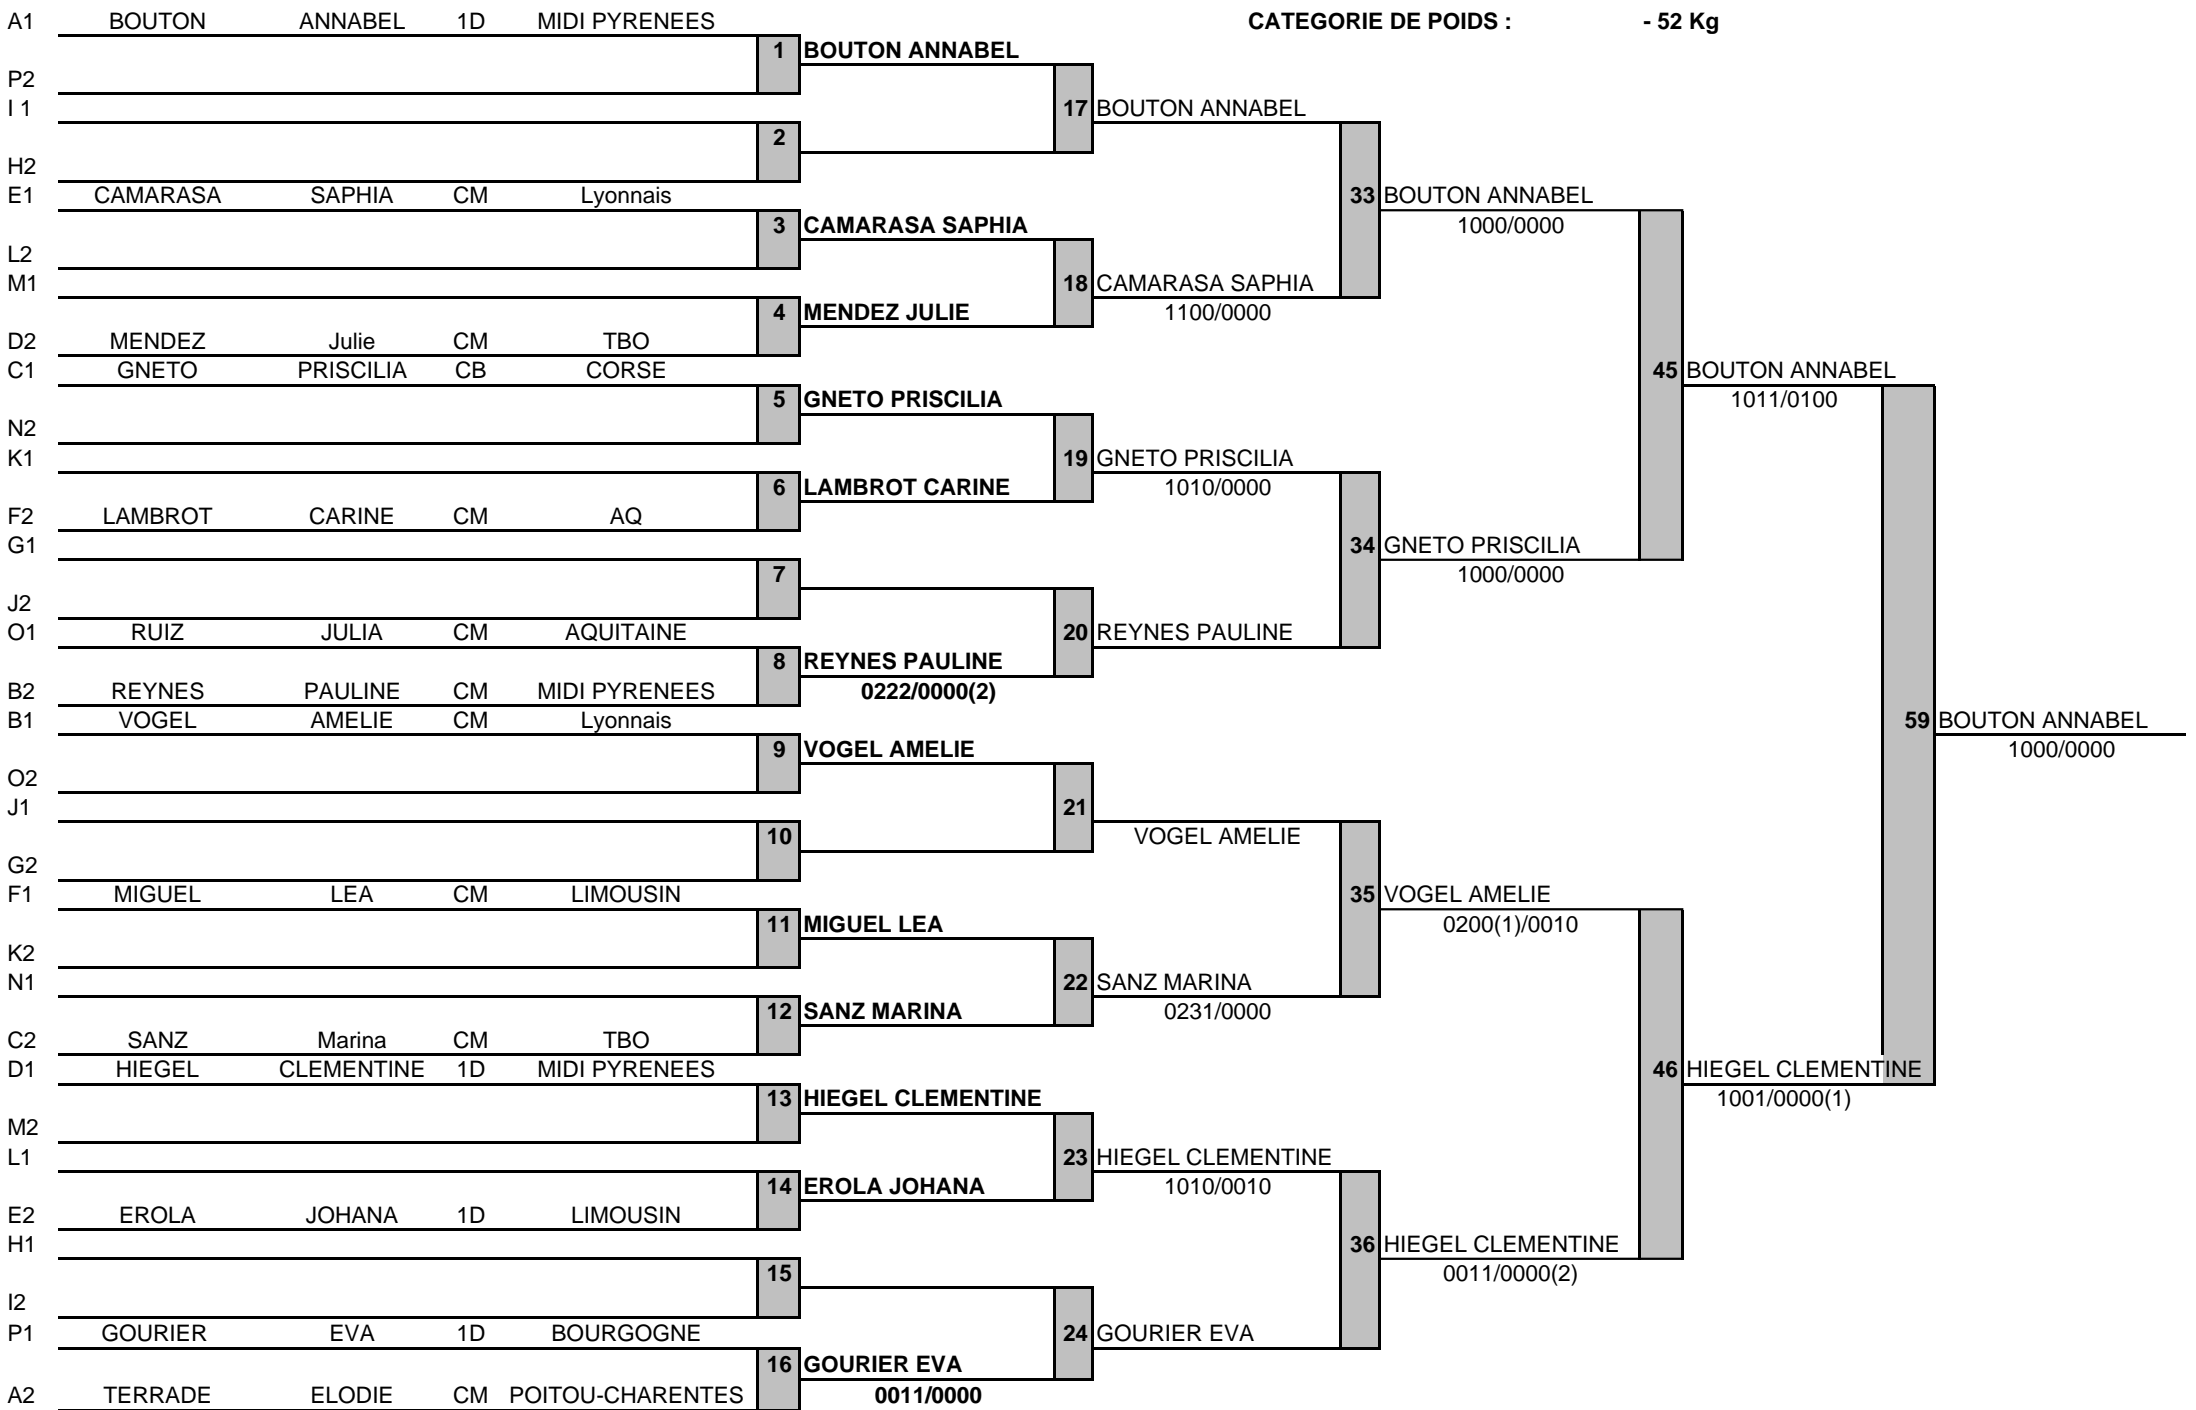 A1 BOUTON ANNABEL 1D MIDI PYRENEES CATEGORIE DE POIDS : - 52 Kg
1 BOUTON ANNABEL
P2
I 1 17 BOUTON ANNABEL
2
H2
E1 CAMARASA SAPHIA CM Lyonnais 33 BOUTON ANNABEL
3 CAMARASA SAPHIA 1000/0000
L2
M1 18 CAMARASA SAPHIA
4 MENDEZ JULIE 1100/0000
D2 MENDEZ Julie CM TBO
C1 GNETO PRISCILIA CB CORSE 45 BOUTON ANNABEL
5 GNETO PRISCILIA 1011/0100
N2
K1 19 GNETO PRISCILIA
6 LAMBROT CARINE 1010/0000
F2 LAMBROT CARINE CM AQ
G1 34 GNETO PRISCILIA
7 1000/0000
J2
O1 RUIZ JULIA CM AQUITAINE 20 REYNES PAULINE
8 REYNES PAULINE
B2 REYNES PAULINE CM MIDI PYRENEES 0222/0000(2)
B1 VOGEL AMELIE CM Lyonnais 59 BOUTON ANNABEL
9 VOGEL AMELIE 1000/0000
O2
J1 21
10 VOGEL AMELIE
G2
F1 MIGUEL LEA CM LIMOUSIN 35 VOGEL AMELIE
11 MIGUEL LEA 0200(1)/0010
K2
N1 22 SANZ MARINA
12 SANZ MARINA 0231/0000
C2 SANZ Marina CM TBO
D1 HIEGEL CLEMENTINE 1D MIDI PYRENEES 46 HIEGEL CLEMENTINE
13 HIEGEL CLEMENTINE 1001/0000(1)
M2
L1 23 HIEGEL CLEMENTINE
14 EROLA JOHANA 1010/0010
E2 EROLA JOHANA 1D LIMOUSIN
H1 36 HIEGEL CLEMENTINE
15 0011/0000(2)
I2
P1 GOURIER EVA 1D BOURGOGNE 24 GOURIER EVA
16 GOURIER EVA
A2 TERRADE ELODIE CM POITOU-CHARENTES 0011/0000